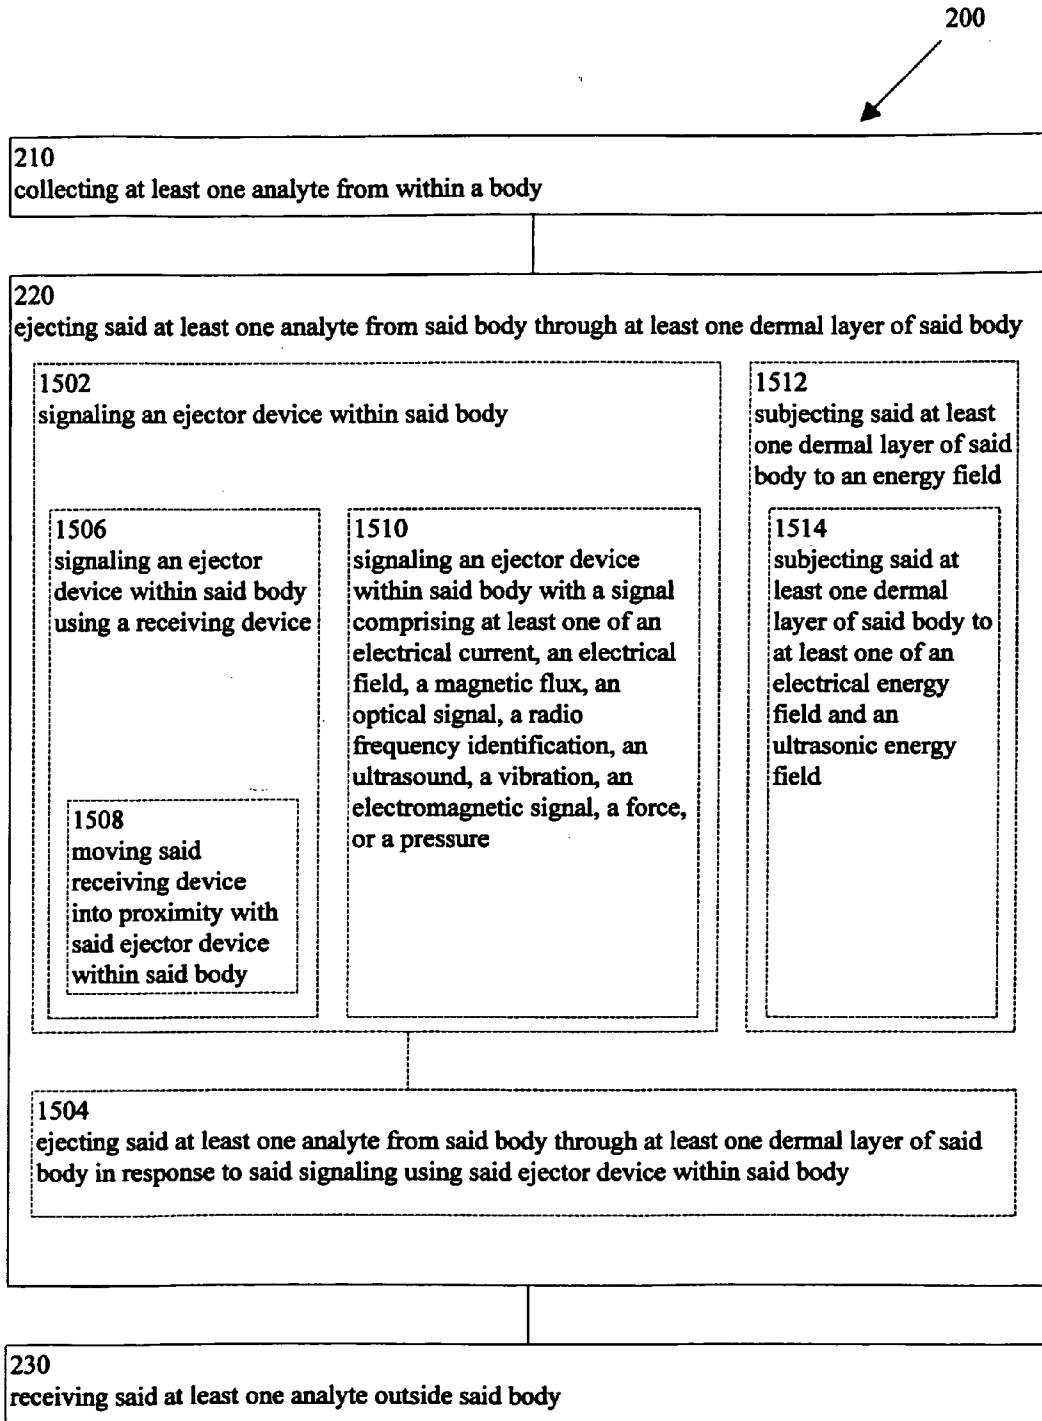 200
210
collecting at least one analyte from within a body
220
ejecting said at least one analyte from said body through at least one dermal layer of said body
1502
signaling an ejector device within said body
1506
signaling an ejector
device within said body
using a receiving device
1508
moving said
receiving device
into proximity with
said ejector device
within said body
1510
signaling an ejector device
within said body with a signal
comprising at least one of an
electrical current, an electrical
field, a magnetic flux, an
optical signal, a radio
frequency identification, an
ultrasound, a vibration, an
electromagnetic signal, a force,
or a pressure
1512
subjecting said at least
one dermal layer of said
body to an energy field
1514
subjecting said at
least one dermal
layer of said body to
at least one of an
electrical energy
field and an
ultrasonic energy
field
1504
ejecting said at least one analyte from said body through at least one dermal layer of said
body in response to said signaling using said ejector device within said body
230
receiving said at least one analyte outside said body